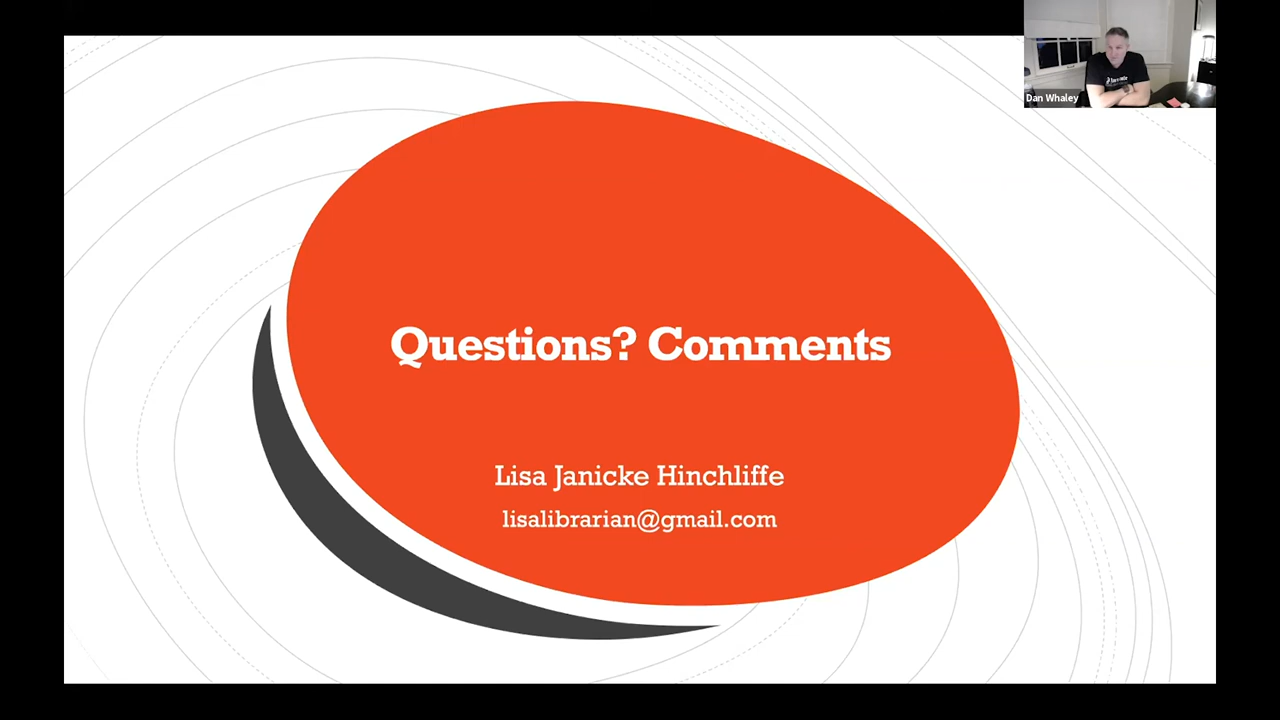 Dan Whaley
Questions? Comments
Lisa Janicke Hinchliffe
lisalibrarian@gmail.com